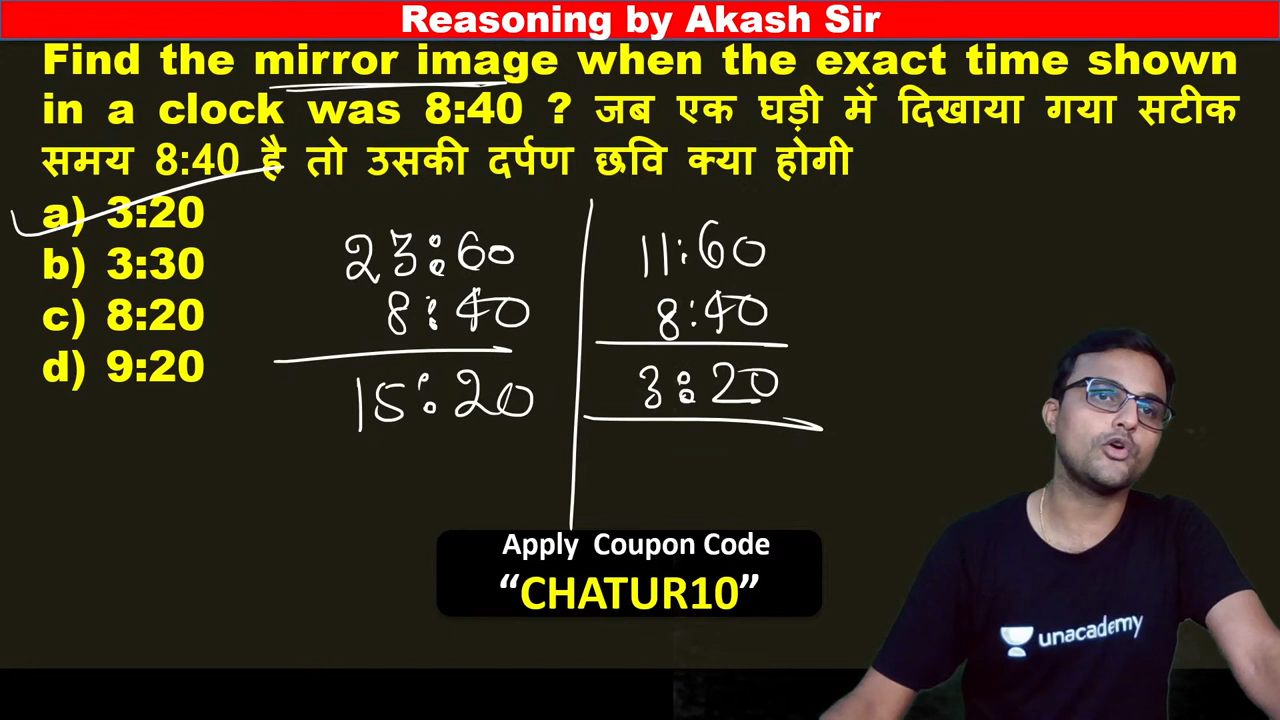 Reasoning by Akash Sir
Find the mirror image when the exact time shown
in a clock was 8:40 ? जब एक घड़ी में दिखाया गया सटीक
समय 8:40 है तो उसकी दर्पण छवि क्या होगी
a) 3:20
b) 3:30
c) 8:20
d) 9:20
23:60
8:40
15:20
11:60
8:40
3:20
Apply Coupon Code
“CHATUR10”
unacademy